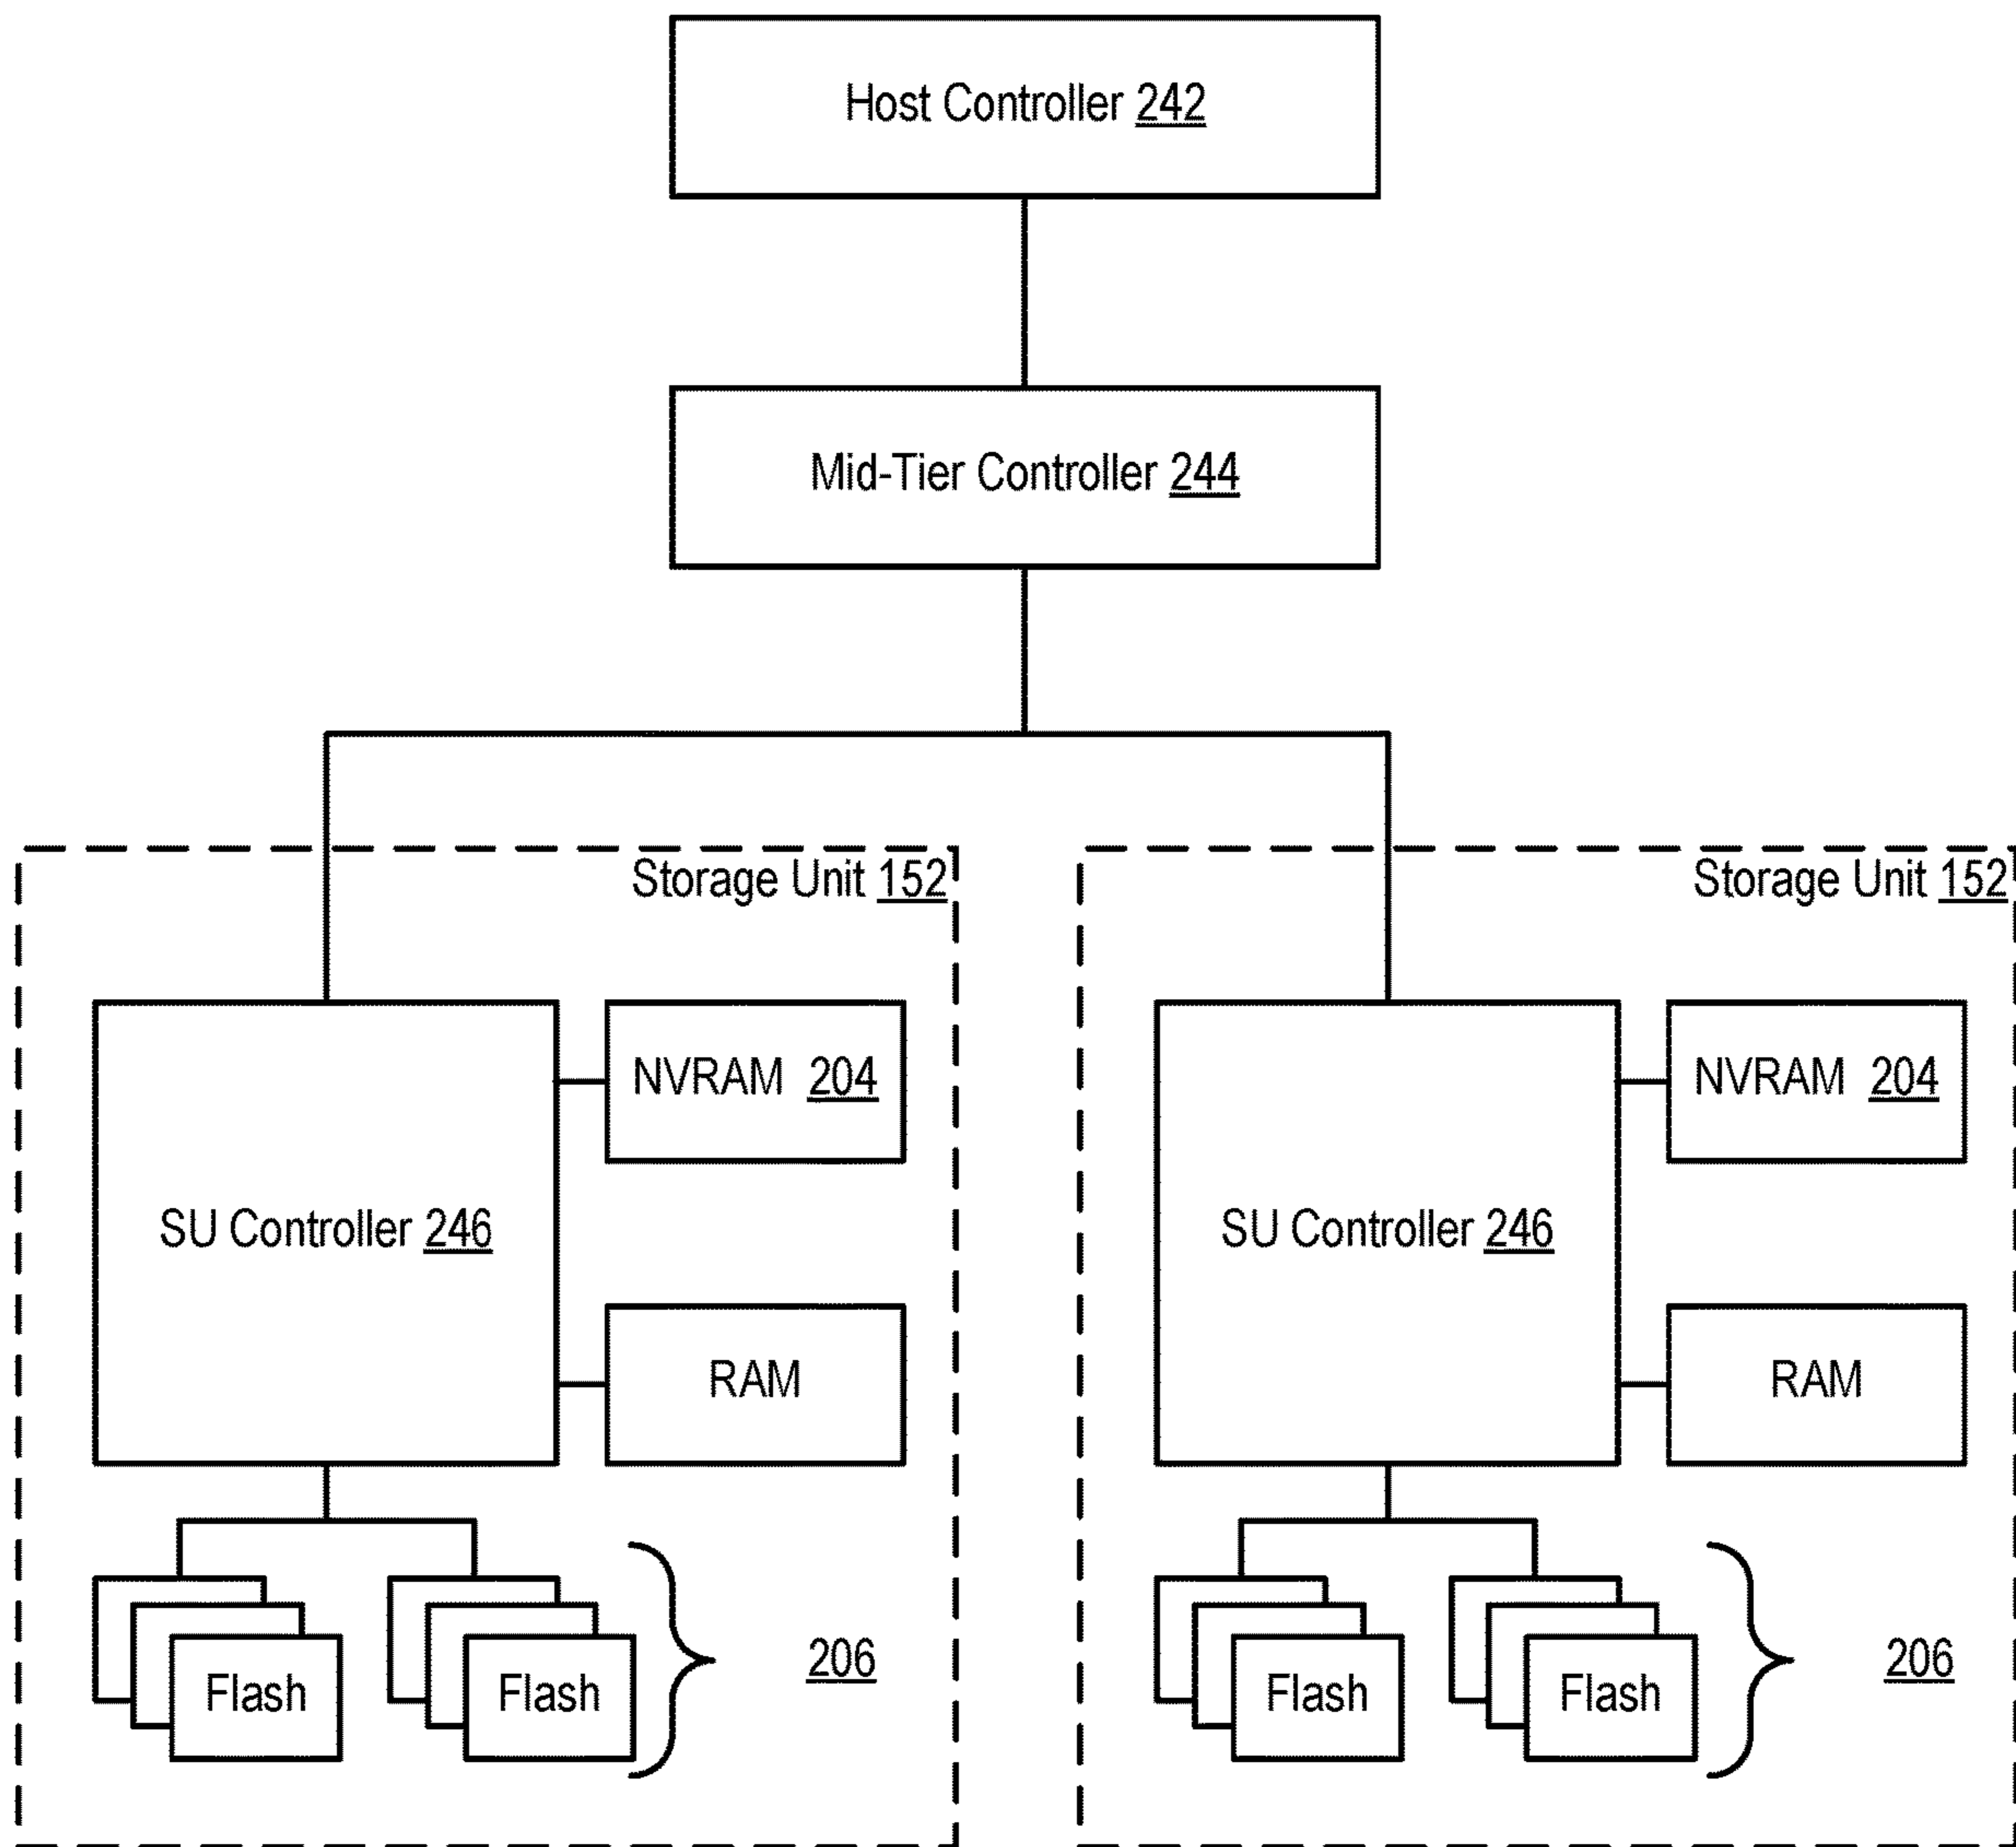 Host Controller 242
Mid-Tier Controller 244
Storage Unit 152
NVRAM 204
SU Controller 246
RAM
Flash
Flash
206
Storage Unit 152
NVRAM 204
SU Controller 246
RAM
Flash
Flash
206